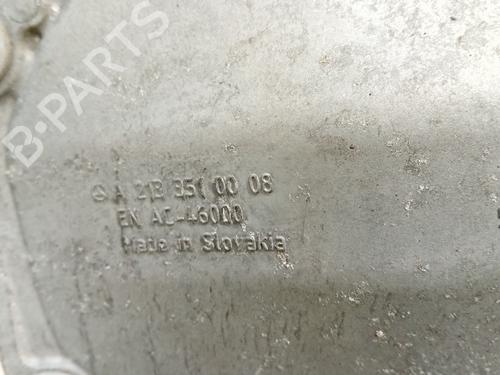 B-PARTS
A 213 351 00 08
EN AC-46000
Made in Slovakia